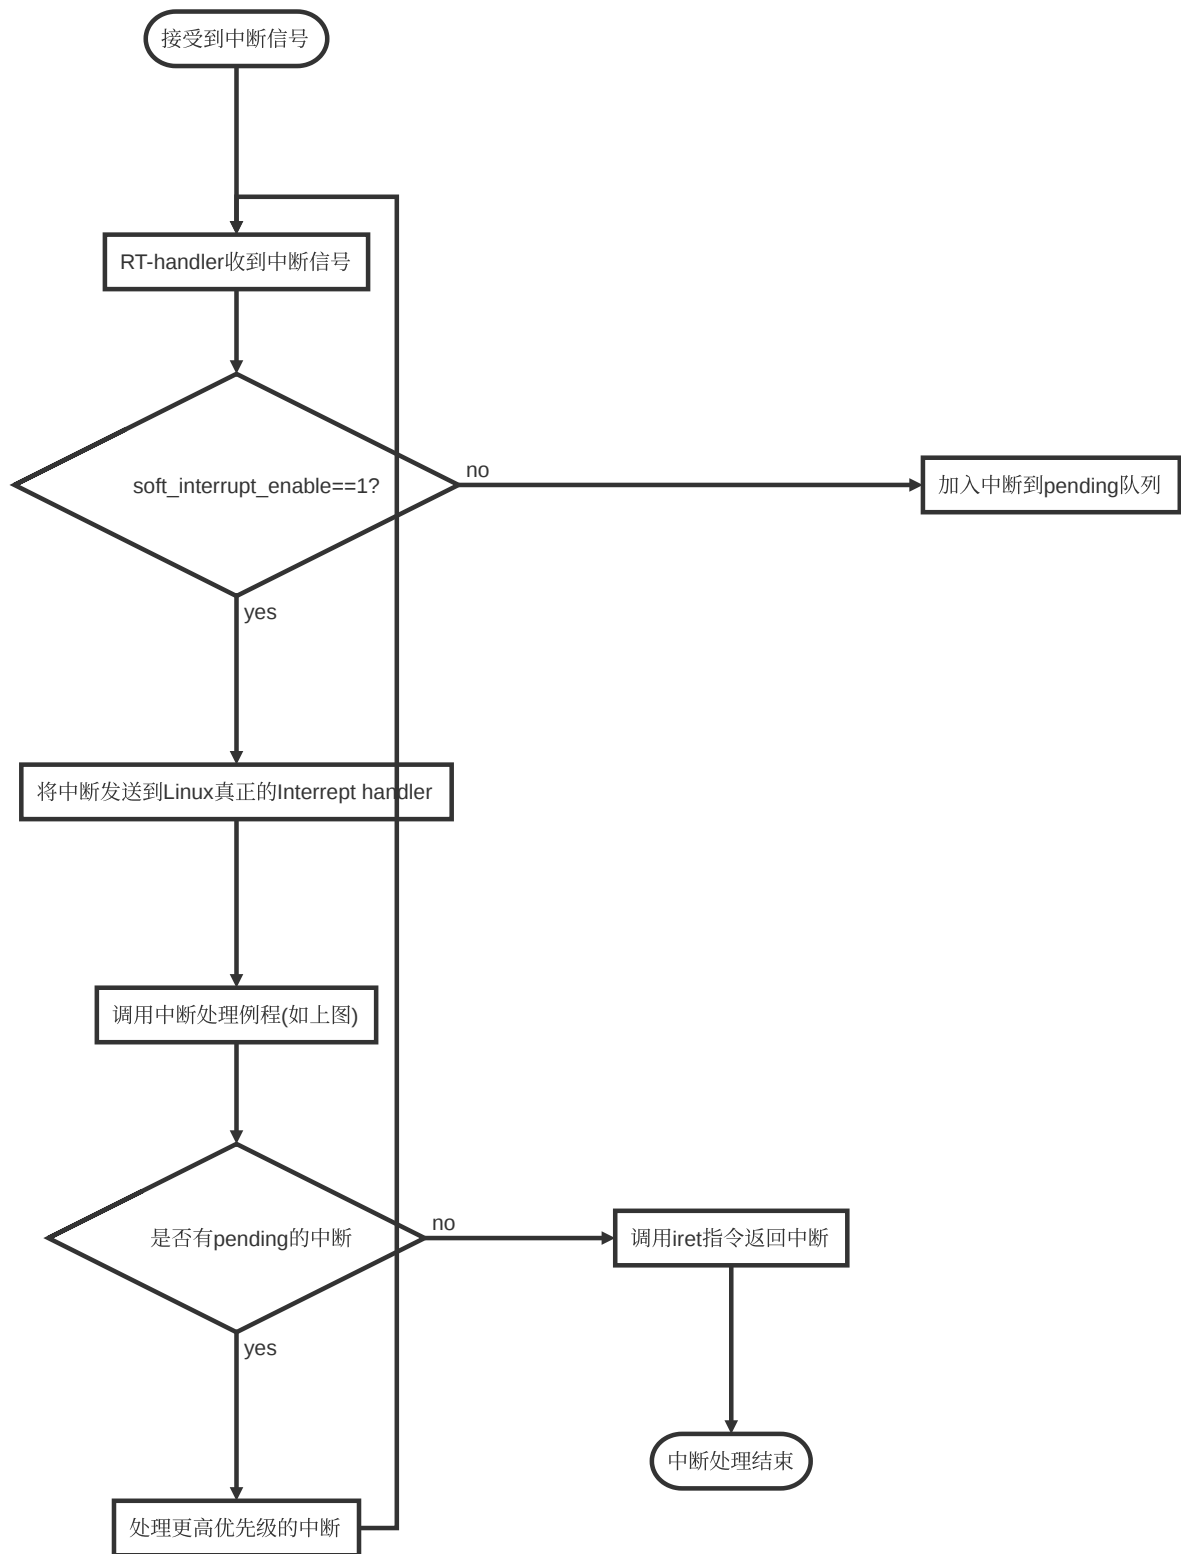 接受到中断信号
RT-handler收到中断信号
soft_interrupt_enable==1?
no
加入中断到pending队列
yes
将中断发送到Linux真正的Interrept handler
调用中断处理例程(如上图)
是否有pending的中断
no
调用iret指令返回中断
yes
中断处理结束
处理更高优先级的中断